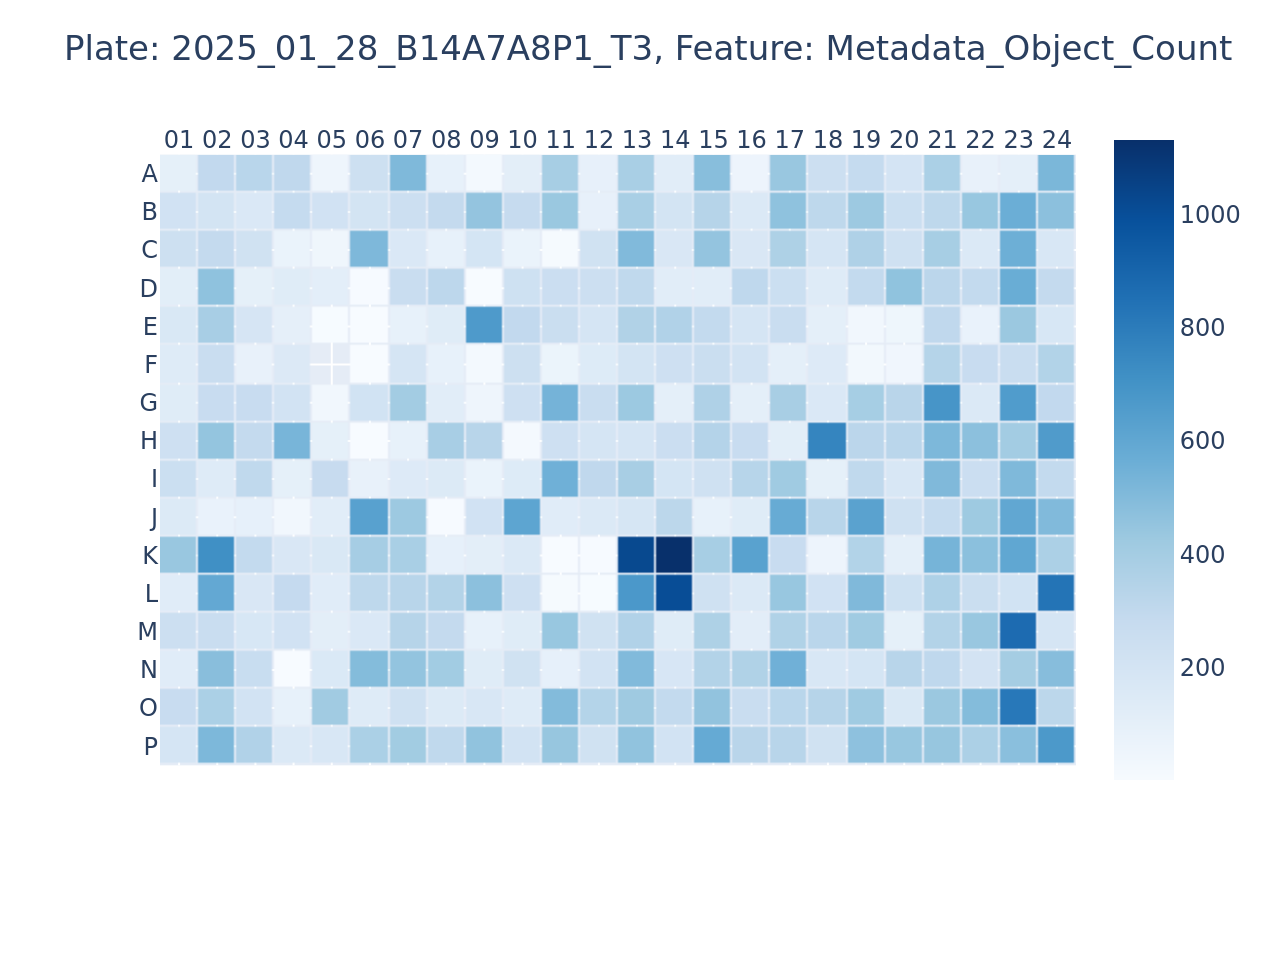 Plate: 2025_01_28_B14A7A8P1_T3, Feature: Metadata_Object_Count
01 02 03 04 05 06 07 08 09 10 11 12 13 14 15 16 17 18 19 20 21 22 23 24
A
B
C
D
E
F
G
H
I
J
K
L
M
N
O
P
1000
800
600
400
200